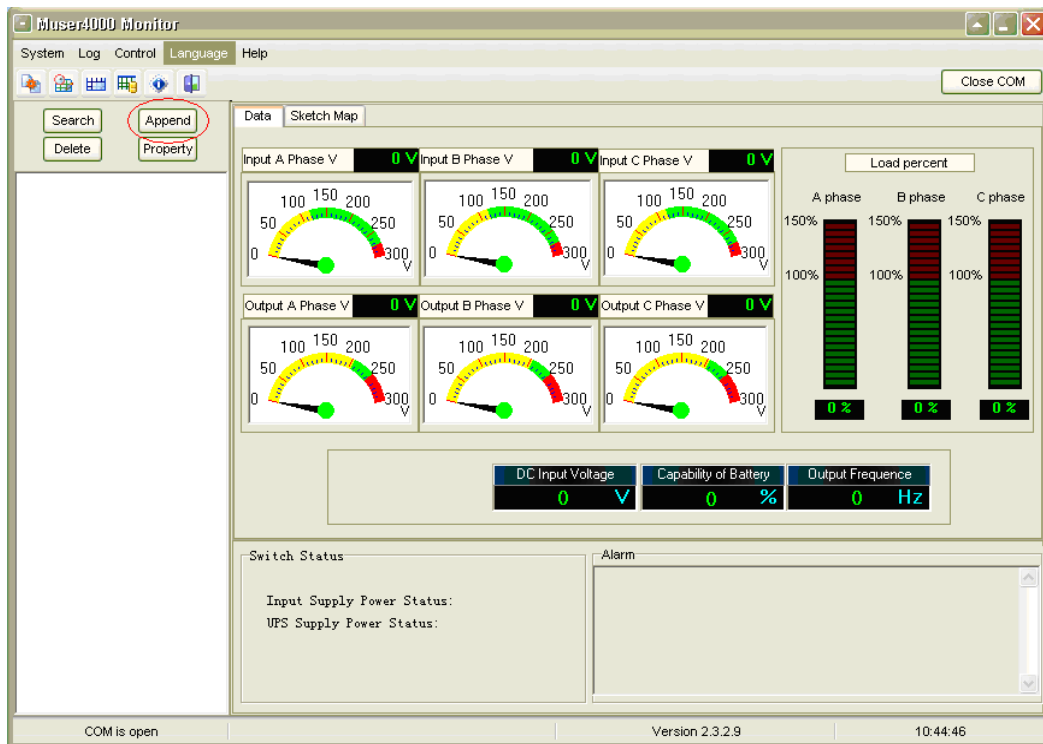 Muser4000 Monitor
System Log Control Language Help
Close COM
Search Append
Delete Property
Data Sketch Map
Input A Phase V 0 V Input B Phase V 0 V Input C Phase V 0 V
0 50 100 150 200 250 300 V
0 50 100 150 200 250 300 V
0 50 100 150 200 250 300 V
Output A Phase V 0 V Output B Phase V 0 V Output C Phase V 0 V
0 50 100 150 200 250 300 V
0 50 100 150 200 250 300 V
0 50 100 150 200 250 300 V
Load percent
A phase B phase C phase
150% 150% 150%
100% 100% 100%
0 % 0 % 0 %
DC Input Voltage Capability of Battery Output Frequence
0 V 0 % 0 Hz
Switch Status
Input Supply Power Status:
UPS Supply Power Status:
Alarm
COM is open Version 2.3.2.9 10:44:46